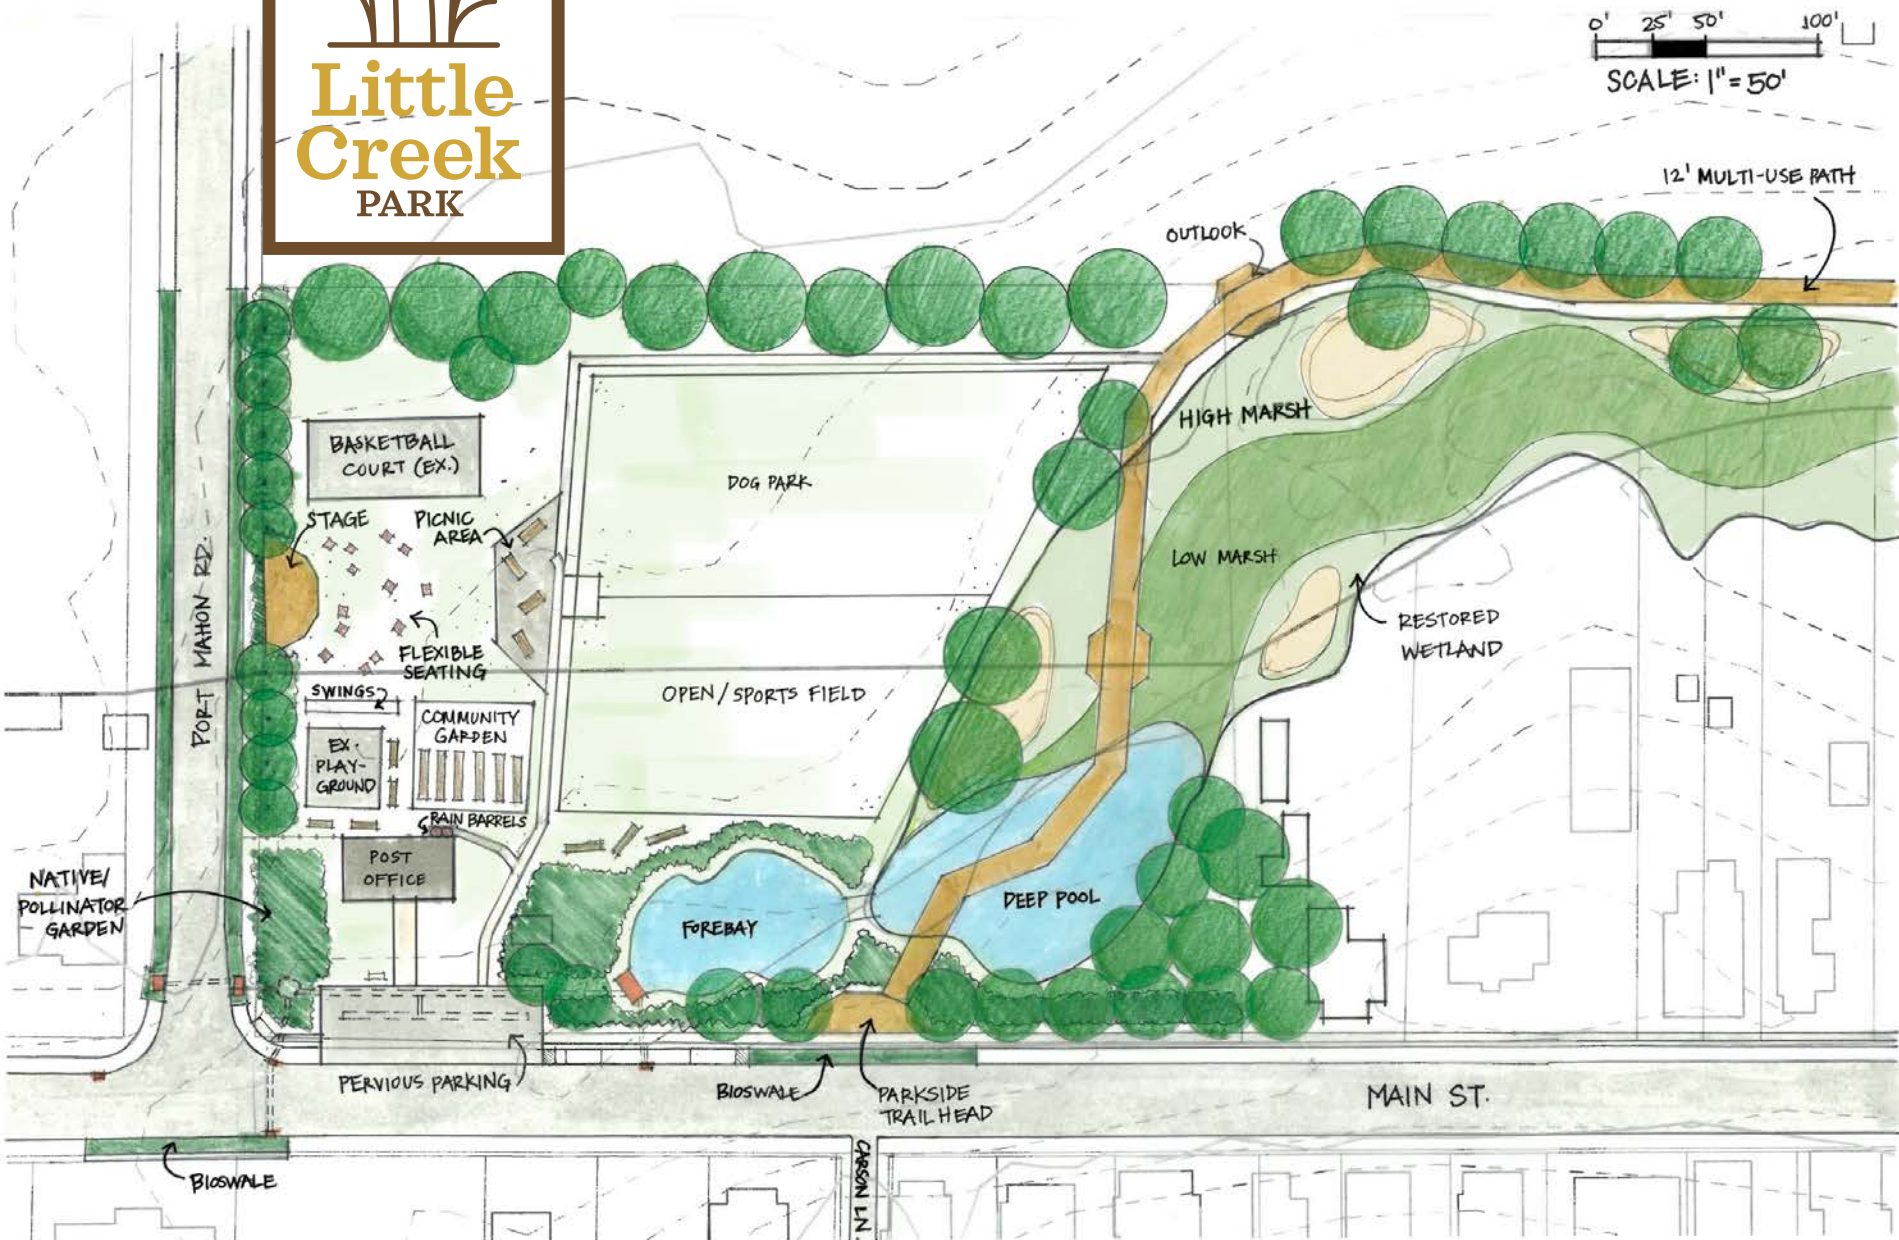 Little
Creek
PARK
0' 25' 50' 100'
SCALE: 1" = 50'
12' MULTI-USE PATH
OUTLOOK
HIGH MARSH
BASKETBALL
COURT (EX.)
DOG PARK
STAGE
PICNIC
AREA
LOW MARSH
PORT MAHON RD.
FLEXIBLE
SEATING
RESTORED
WETLAND
SWINGS
OPEN/SPORTS FIELD
COMMUNITY
GARDEN
EX.
PLAY-
GROUND
RAIN BARRELS
POST
OFFICE
NATIVE/
POLLINATOR
GARDEN
FOREBAY
DEEP POOL
PERVIOUS PARKING
BIOSWALE
PARKSIDE
TRAILHEAD
MAIN ST.
BIOSWALE
CARSON LN.